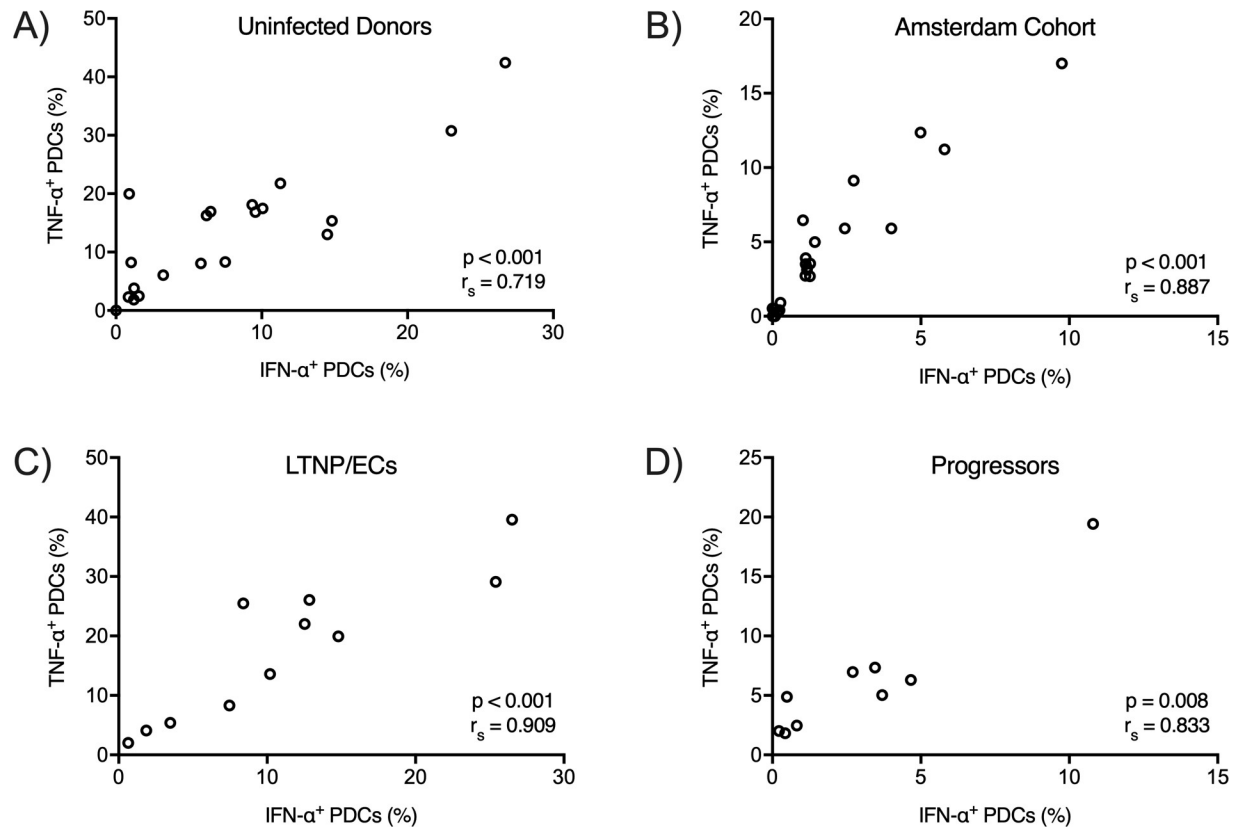 A)
Uninfected Donors
50
40
30
20
10
0
TNF-α⁺ PDCs (%)
p < 0.001
rₛ = 0.719
0 10 20 30
IFN-α⁺ PDCs (%)
B)
Amsterdam Cohort
20
15
10
5
0
TNF-α⁺ PDCs (%)
p < 0.001
rₛ = 0.887
0 5 10 15
IFN-α⁺ PDCs (%)
C)
LTNP/ECs
50
40
30
20
10
0
TNF-α⁺ PDCs (%)
p < 0.001
rₛ = 0.909
0 10 20 30
IFN-α⁺ PDCs (%)
D)
Progressors
25
20
15
10
5
0
TNF-α⁺ PDCs (%)
p = 0.008
rₛ = 0.833
0 5 10 15
IFN-α⁺ PDCs (%)